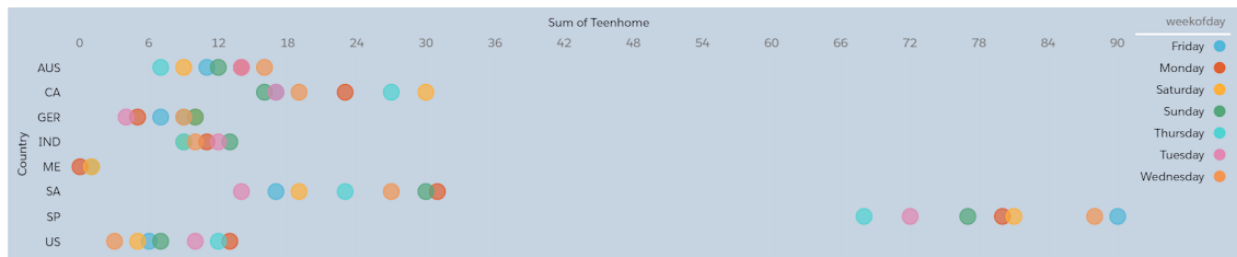 Sum of Teenhome
0 6 12 18 24 30 36 42 48 54 60 66 72 78 84 90
Country
AUS
CA
GER
IND
ME
SA
SP
US
weekofday
Friday
Monday
Saturday
Sunday
Thursday
Tuesday
Wednesday